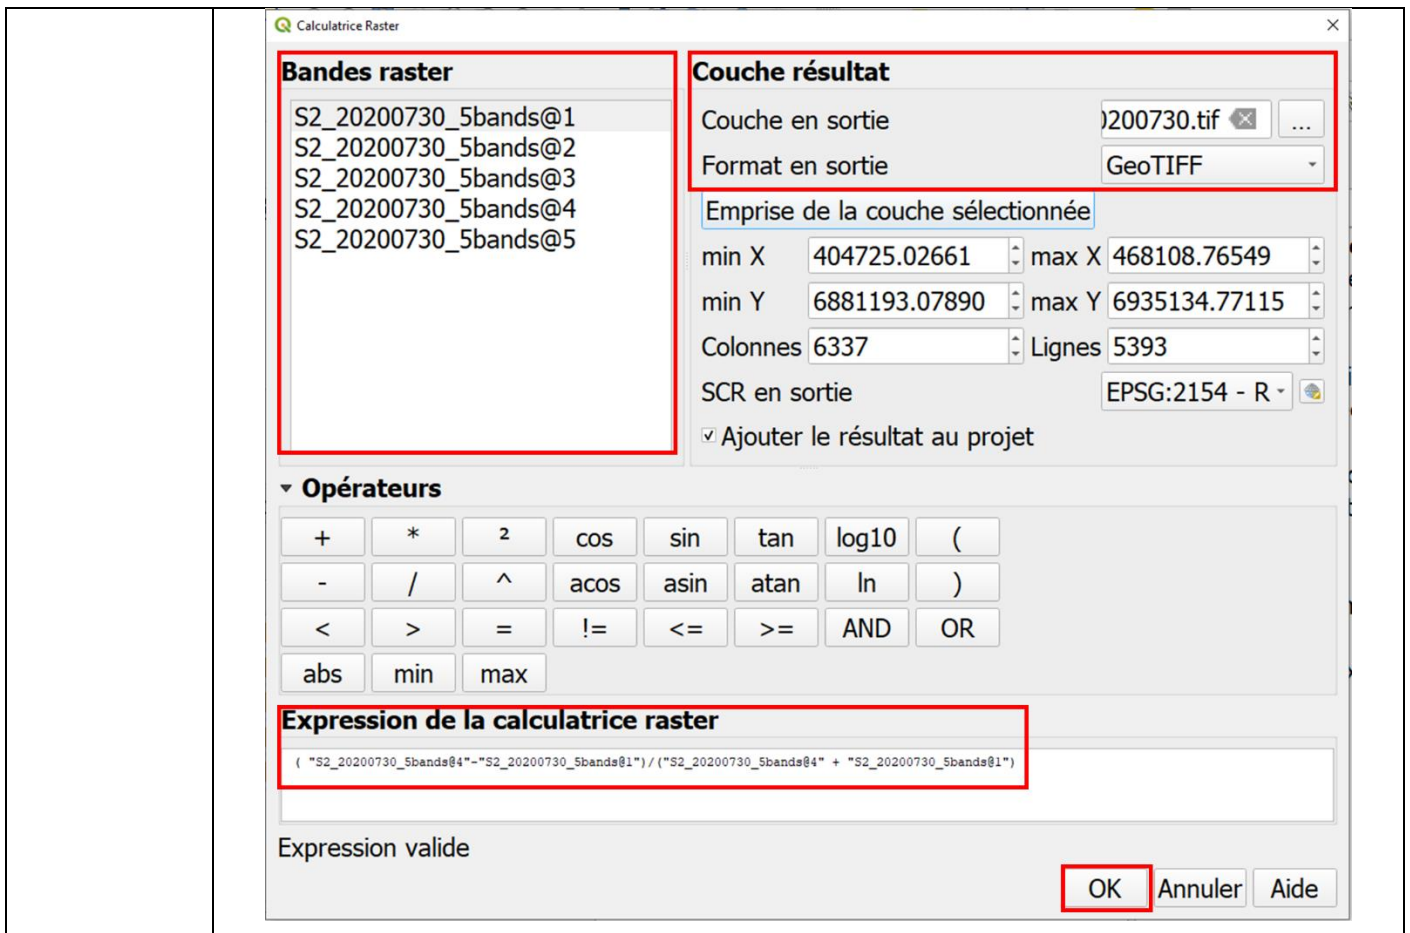 Calculatrice Raster
Bandes raster
S2_20200730_5bands@1
S2_20200730_5bands@2
S2_20200730_5bands@3
S2_20200730_5bands@4
S2_20200730_5bands@5
Couche résultat
Couche en sortie 0200730.tif ...
Format en sortie GeoTIFF
Emprise de la couche sélectionnée
min X 404725.02661 max X 468108.76549
min Y 6881193.07890 max Y 6935134.77115
Colonnes 6337 Lignes 5393
SCR en sortie EPSG:2154 - R
Ajouter le résultat au projet
Opérateurs
+ * ² cos sin tan log10 (
- / ^ acos asin atan ln )
< > = != <= >= AND OR
abs min max
Expression de la calculatrice raster
( "S2_20200730_5bands@4"-"S2_20200730_5bands@1")/("S2_20200730_5bands@4" + "S2_20200730_5bands@1")
Expression valide
OK Annuler Aide